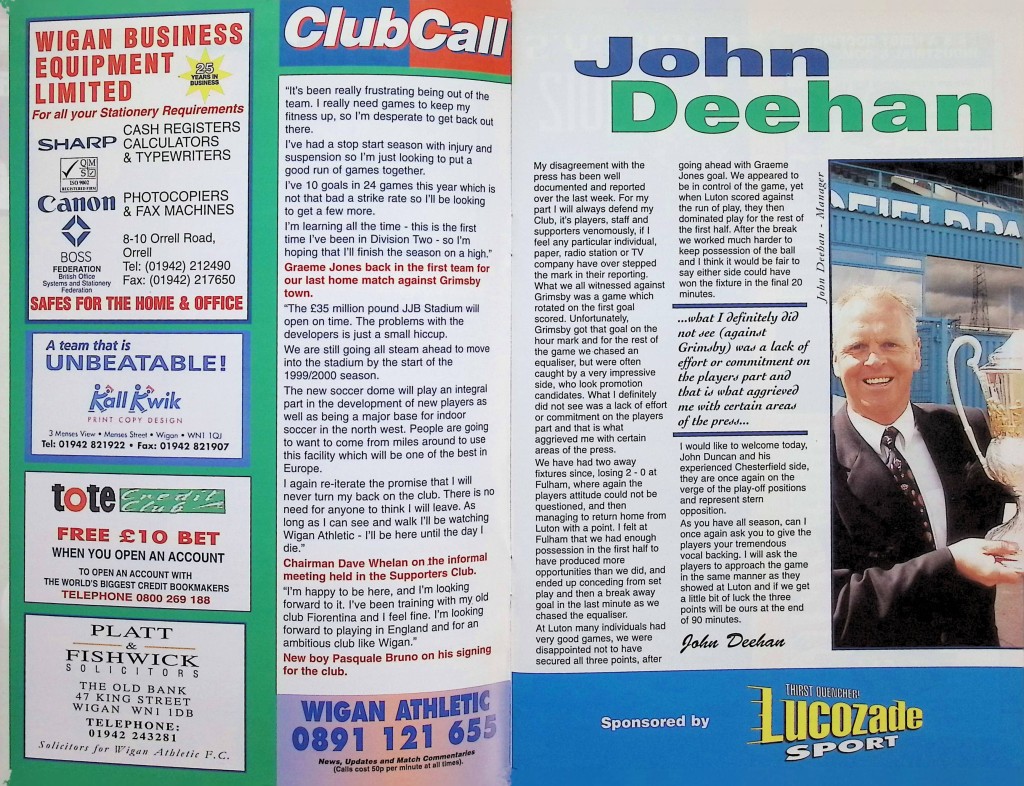 WIGAN BUSINESS
EQUIPMENT
LIMITED
25
YEARS IN
BUSINESS
For all your Stationery Requirements
SHARP
CASH REGISTERS
CALCULATORS
& TYPEWRITERS
ISO 9002
REGISTERED FIRM
Canon
PHOTOCOPIERS
& FAX MACHINES
BOSS
FEDERATION
British Office
Systems and Stationery
Federation
8-10 Orrell Road,
Orrell
Tel: (01942) 212490
Fax: (01942) 217650
SAFES FOR THE HOME & OFFICE
A team that is
UNBEATABLE!
Kall Kwik
PRINT COPY DESIGN
3 Menses View • Menses Street • Wigan • WN1 1QJ
Tel: 01942 821922 • Fax: 01942 821907
tote Credit
Club
FREE £10 BET
WHEN YOU OPEN AN ACCOUNT
TO OPEN AN ACCOUNT WITH
THE WORLD'S BIGGEST CREDIT BOOKMAKERS
TELEPHONE 0800 269 188
PLATT
&
FISHWICK
SOLICITORS
THE OLD BANK
47 KING STREET
WIGAN WN1 1DB
TELEPHONE:
01942 243281
Solicitors for Wigan Athletic F.C.
ClubCall
“It's been really frustrating being out of the
team. I really need games to keep my
fitness up, so I'm desperate to get back out
there.
I've had a stop start season with injury and
suspension so I'm just looking to put a
good run of games together.
I've 10 goals in 24 games this year which is
not that bad a strike rate so I'll be looking
to get a few more.
I'm learning all the time - this is the first
time I've been in Division Two - so I'm
hoping that I'll finish the season on a high.”
Graeme Jones back in the first team for
our last home match against Grimsby
town.
“The £35 million pound JJB Stadium will
open on time. The problems with the
developers is just a small hiccup.
We are still going all steam ahead to move
into the stadium by the start of the
1999/2000 season.
The new soccer dome will play an integral
part in the development of new players as
well as being a major base for indoor
soccer in the north west. People are going
to want to come from miles around to use
this facility which will be one of the best in
Europe.
I again re-iterate the promise that I will
never turn my back on the club. There is no
need for anyone to think I will leave. As
long as I can see and walk I'll be watching
Wigan Athletic - I'll be here until the day I
die.”
Chairman Dave Whelan on the informal
meeting held in the Supporters Club.
“I'm happy to be here, and I'm looking
forward to it. I've been training with my old
club Fiorentina and I feel fine. I'm looking
forward to playing in England and for an
ambitious club like Wigan.”
New boy Pasquale Bruno on his signing
for the club.
WIGAN ATHLETIC
0891 121 655
News, Updates and Match Commentaries
(Calls cost 50p per minute at all times).
John
Deehan
My disagreement with the
press has been well
documented and reported
over the last week. For my
part I will always defend my
Club, it's players, staff and
supporters venomously, if I
feel any particular individual,
paper, radio station or TV
company have over stepped
the mark in their reporting.
What we all witnessed against
Grimsby was a game which
rotated on the first goal
scored. Unfortunately,
Grimsby got that goal on the
hour mark and for the rest of
the game we chased an
equaliser, but were often
caught by a very impressive
side, who look promotion
candidates. What I definitely
did not see was a lack of effort
or commitment on the players
part and that is what
aggrieved me with certain
areas of the press.
We have had two away
fixtures since, losing 2 - 0 at
Fulham, where again the
players attitude could not be
questioned, and then
managing to return home from
Luton with a point. I felt at
Fulham that we had enough
possession in the first half to
have produced more
opportunities than we did, and
ended up conceding from set
play and then a break away
goal in the last minute as we
chased the equaliser.
At Luton many individuals had
very good games, we were
disappointed not to have
secured all three points, after
going ahead with Graeme
Jones goal. We appeared to
be in control of the game, yet
when Luton scored against
the run of play, they then
dominated play for the rest of
the first half. After the break
we worked much harder to
keep possession of the ball
and I think it would be fair to
say either side could have
won the fixture in the final 20
minutes.
...what I definitely did
not see (against
Grimsby) was a lack of
effort or commitment on
the players part and
that is what aggrieved
me with certain areas
of the press...
I would like to welcome today,
John Duncan and his
experienced Chesterfield side,
they are once again on the
verge of the play-off positions
and represent stern
opposition.
As you have all season, can I
once again ask you to give the
players your tremendous
vocal backing. I will ask the
players to approach the game
in the same manner as they
showed at Luton and if we get
a little bit of luck the three
points will be ours at the end
of 90 minutes.
John Deehan
John Deehan - Manager
Sponsored by
THIRST QUENCHER!
LUCOZADE
SPORT